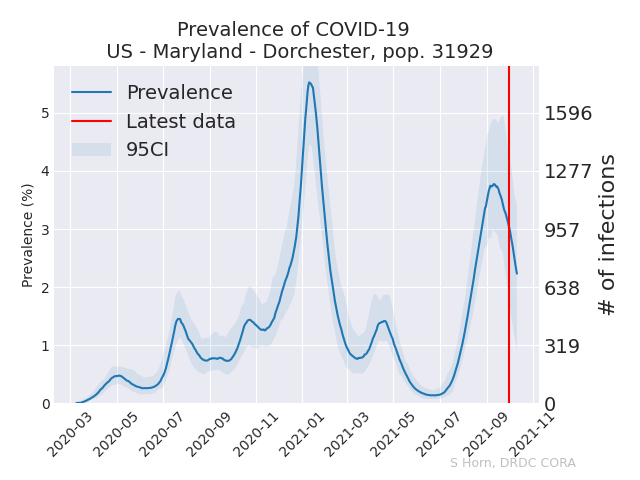 Prevalence of COVID-19
US - Maryland - Dorchester, pop. 31929
Prevalence
Latest data
95CI
Prevalence (%)
5
4
3
2
1
0
1596
1277
957
638
319
0
# of infections
2020-03
2020-05
2020-07
2020-09
2020-11
2021-01
2021-03
2021-05
2021-07
2021-09
2021-11
S Horn, DRDC CORA